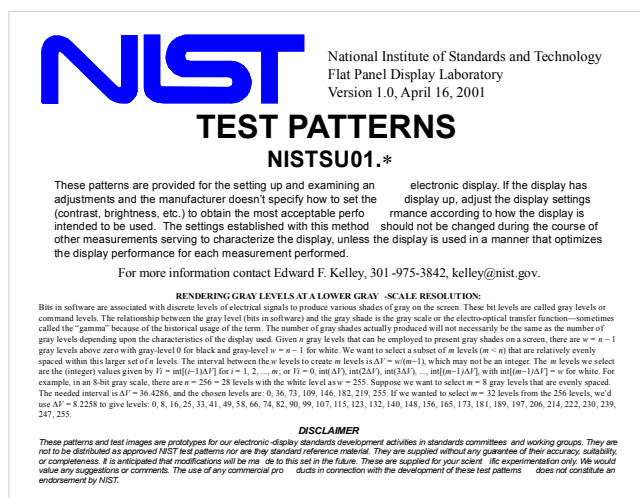 NIST
National Institute of Standards and Technology
Flat Panel Display Laboratory
Version 1.0, April 16, 2001
TEST PATTERNS
NISTSU01.*
These patterns are provided for the setting up and examining an electronic display. If the display has
adjustments and the manufacturer doesn't specify how to set the display up, adjust the display settings
(contrast, brightness, etc.) to obtain the most acceptable perfo rmance according to how the display is
intended to be used. The settings established with this method should not be changed during the course of
other measurements serving to characterize the display, unless the display is used in a manner that optimizes
the display performance for each measurement performed.
For more information contact Edward F. Kelley, 301 -975-3842, kelley@nist.gov.
RENDERING GRAY LEVELS AT A LOWER GRAY -SCALE RESOLUTION:
Bits in software are associated with discrete levels of electrical signals to produce various shades of gray on the screen. These bit levels are called gray levels or
command levels. The relationship between the gray level (bits in software) and the gray shade is the gray scale or the electro-optical transfer function—sometimes
called the "gamma" because of the historical usage of the term. The number of gray shades actually produced will not necessarily be the same as the number of
gray levels depending upon the characteristics of the display used. Given n gray levels that can be employed to present gray shades on a screen, there are w = n − 1
gray levels above zero with gray-level 0 for black and gray-level w = n − 1 for white. We want to select a subset of m levels (m < n) that are relatively evenly
spaced within this larger set of n levels. The interval between the w levels to create m levels is ΔV = w/(m−1), which may not be an integer. The m levels we select
are the (integer) values given by Vi = int[(i−1)ΔV] for i = 1, 2, ..., m; or Vi = 0, int(ΔV), int(2ΔV), int(3ΔV), ..., int[(m−1)ΔV], with int[(m−1)ΔV] = w for white. For
example, in an 8-bit gray scale, there are n = 256 = 28 levels with the white level as w = 255. Suppose we want to select m = 8 gray levels that are evenly spaced.
The needed interval is ΔV = 36.4286, and the chosen levels are: 0, 36, 73, 109, 146, 182, 219, 255. If we wanted to select m = 32 levels from the 256 levels, we'd
use ΔV = 8.2258 to give levels: 0, 8, 16, 25, 33, 41, 49, 58, 66, 74, 82, 90, 99, 107, 115, 123, 132, 140, 148, 156, 165, 173, 181, 189, 197, 206, 214, 222, 230, 239,
247, 255.
DISCLAIMER
These patterns and test images are prototypes for our electronic-display standards development activities in standards committees and working groups. They are
not to be distributed as approved NIST test patterns nor are they standard reference material. They are supplied without any guarantee of their accuracy, suitability,
or completeness. It is anticipated that modifications will be ma de to this set in the future. These are supplied for your scient ific experimentation only. We would
value any suggestions or comments. The use of any commercial pro ducts in connection with the development of these test patterns does not constitute an
endorsement by NIST.